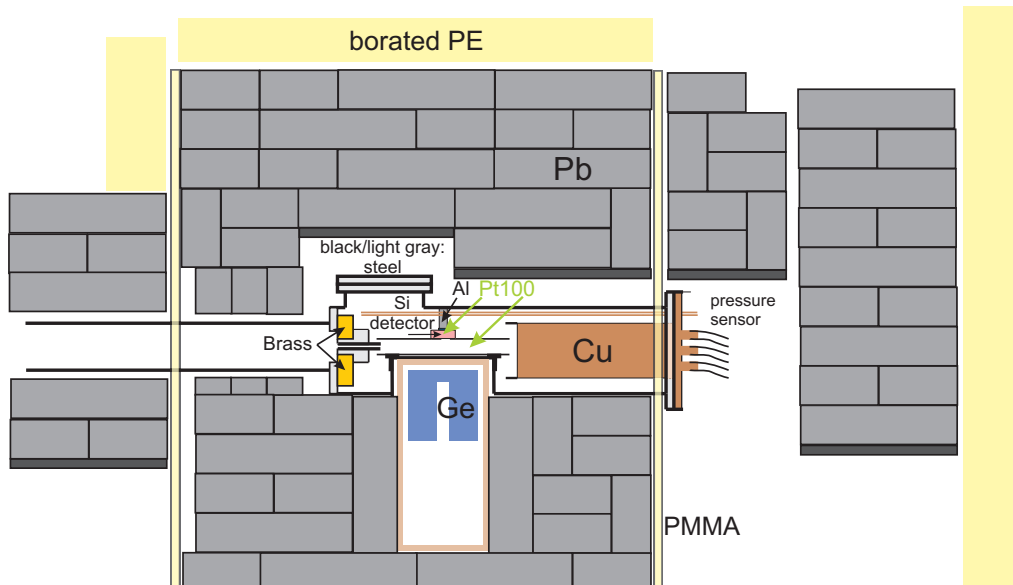 borated PE
Pb
black/light gray:
steel
Al
Pt100
Si
detector
pressure
sensor
Brass
Cu
Ge
PMMA